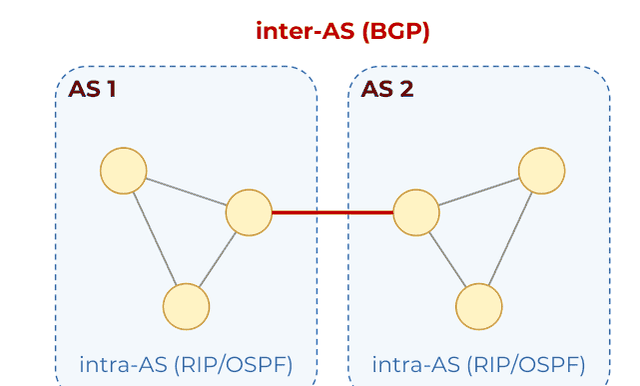 inter-AS (BGP)
AS 1
AS 2
intra-AS (RIP/OSPF)
intra-AS (RIP/OSPF)